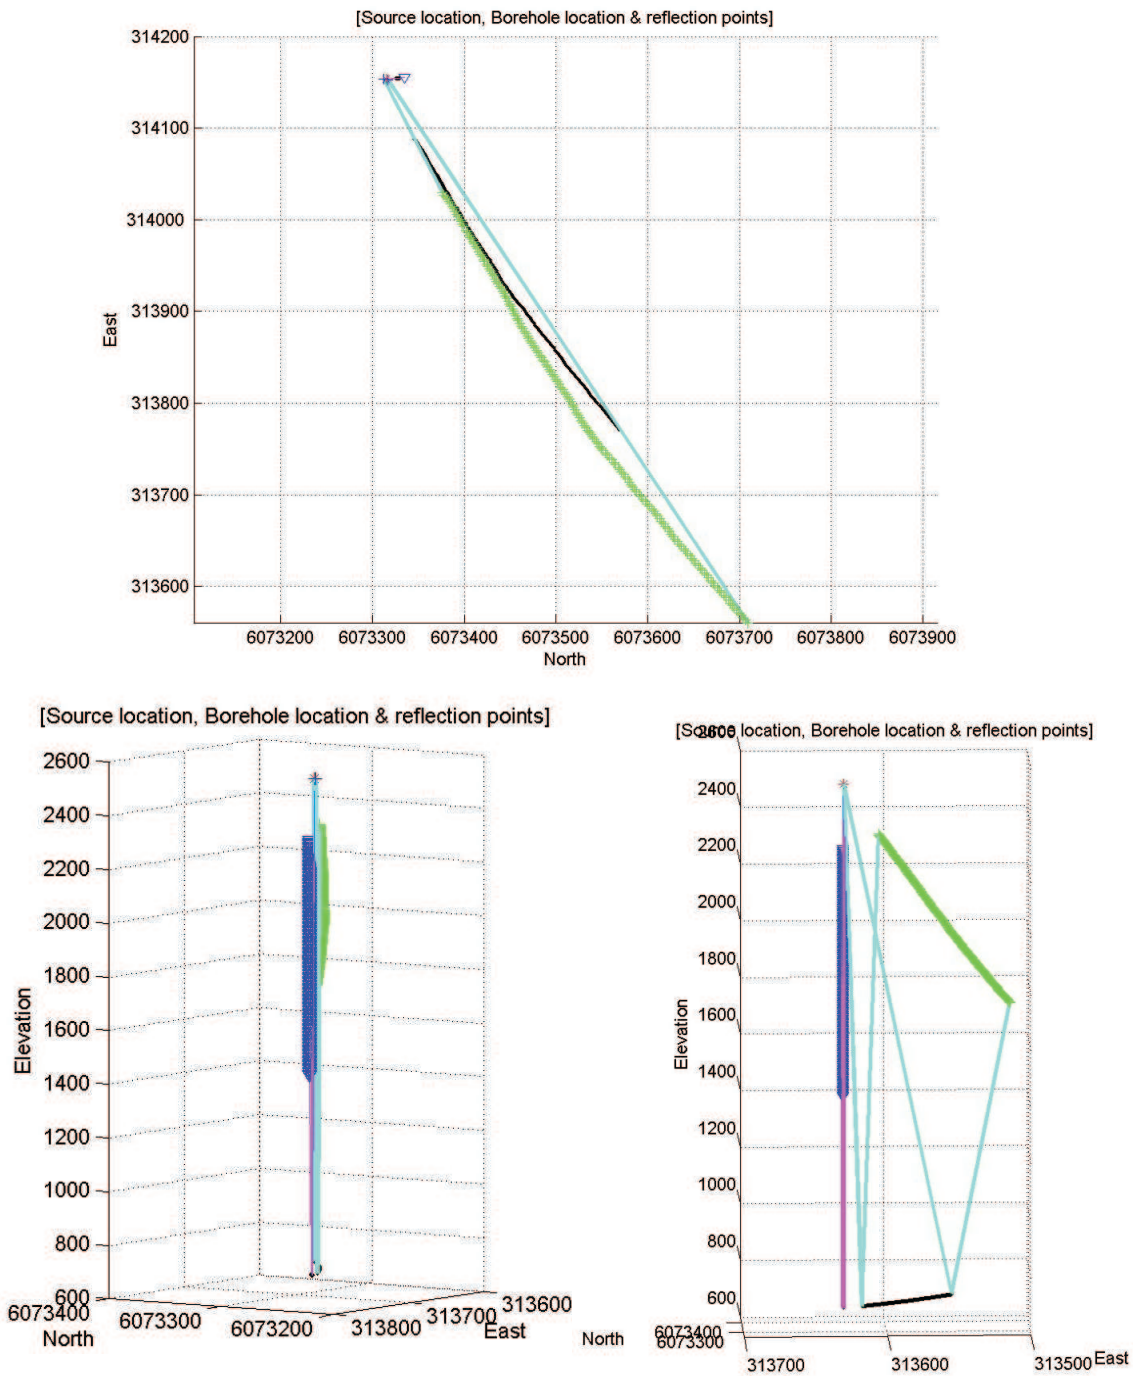 [Source location, Borehole location & reflection points]
314200
314100
314000
313900
313800
313700
313600
East
6073200 6073300 6073400 6073500 6073600 6073700 6073800 6073900
North
[Source location, Borehole location & reflection points]
2600
2400
2200
2000
1800
1600
1400
1200
1000
800
600
Elevation
6073400 6073300 6073200
North
313800 313700 313600
East
[Source location, Borehole location & reflection points]
2600
2400
2200
2000
1800
1600
1400
1200
1000
800
600
Elevation
North
6073400
6073300
313700 313600 313500 East